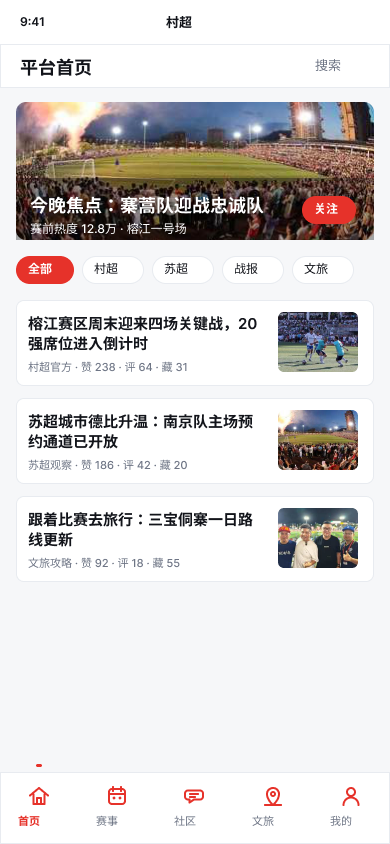 9:41
村超
平台首页
搜索
今晚焦点：寨蒿队迎战忠诚队
赛前热度 12.8万 · 榕江一号场
关注
全部
村超
苏超
战报
文旅
榕江赛区周末迎来四场关键战，20
强席位进入倒计时
村超官方 · 赞 238 · 评 64 · 藏 31
苏超城市德比升温：南京队主场预
约通道已开放
苏超观察 · 赞 186 · 评 42 · 藏 20
跟着比赛去旅行：三宝侗寨一日路
线更新
文旅攻略 · 赞 92 · 评 18 · 藏 55
首页
赛事
社区
文旅
我的